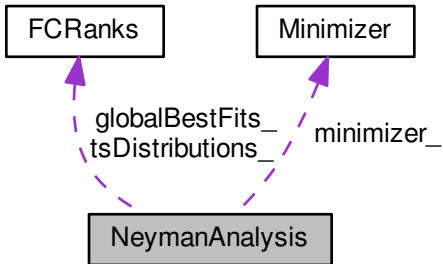 FCRanks
Minimizer
globalBestFits_
tsDistributions_
minimizer_
NeymanAnalysis